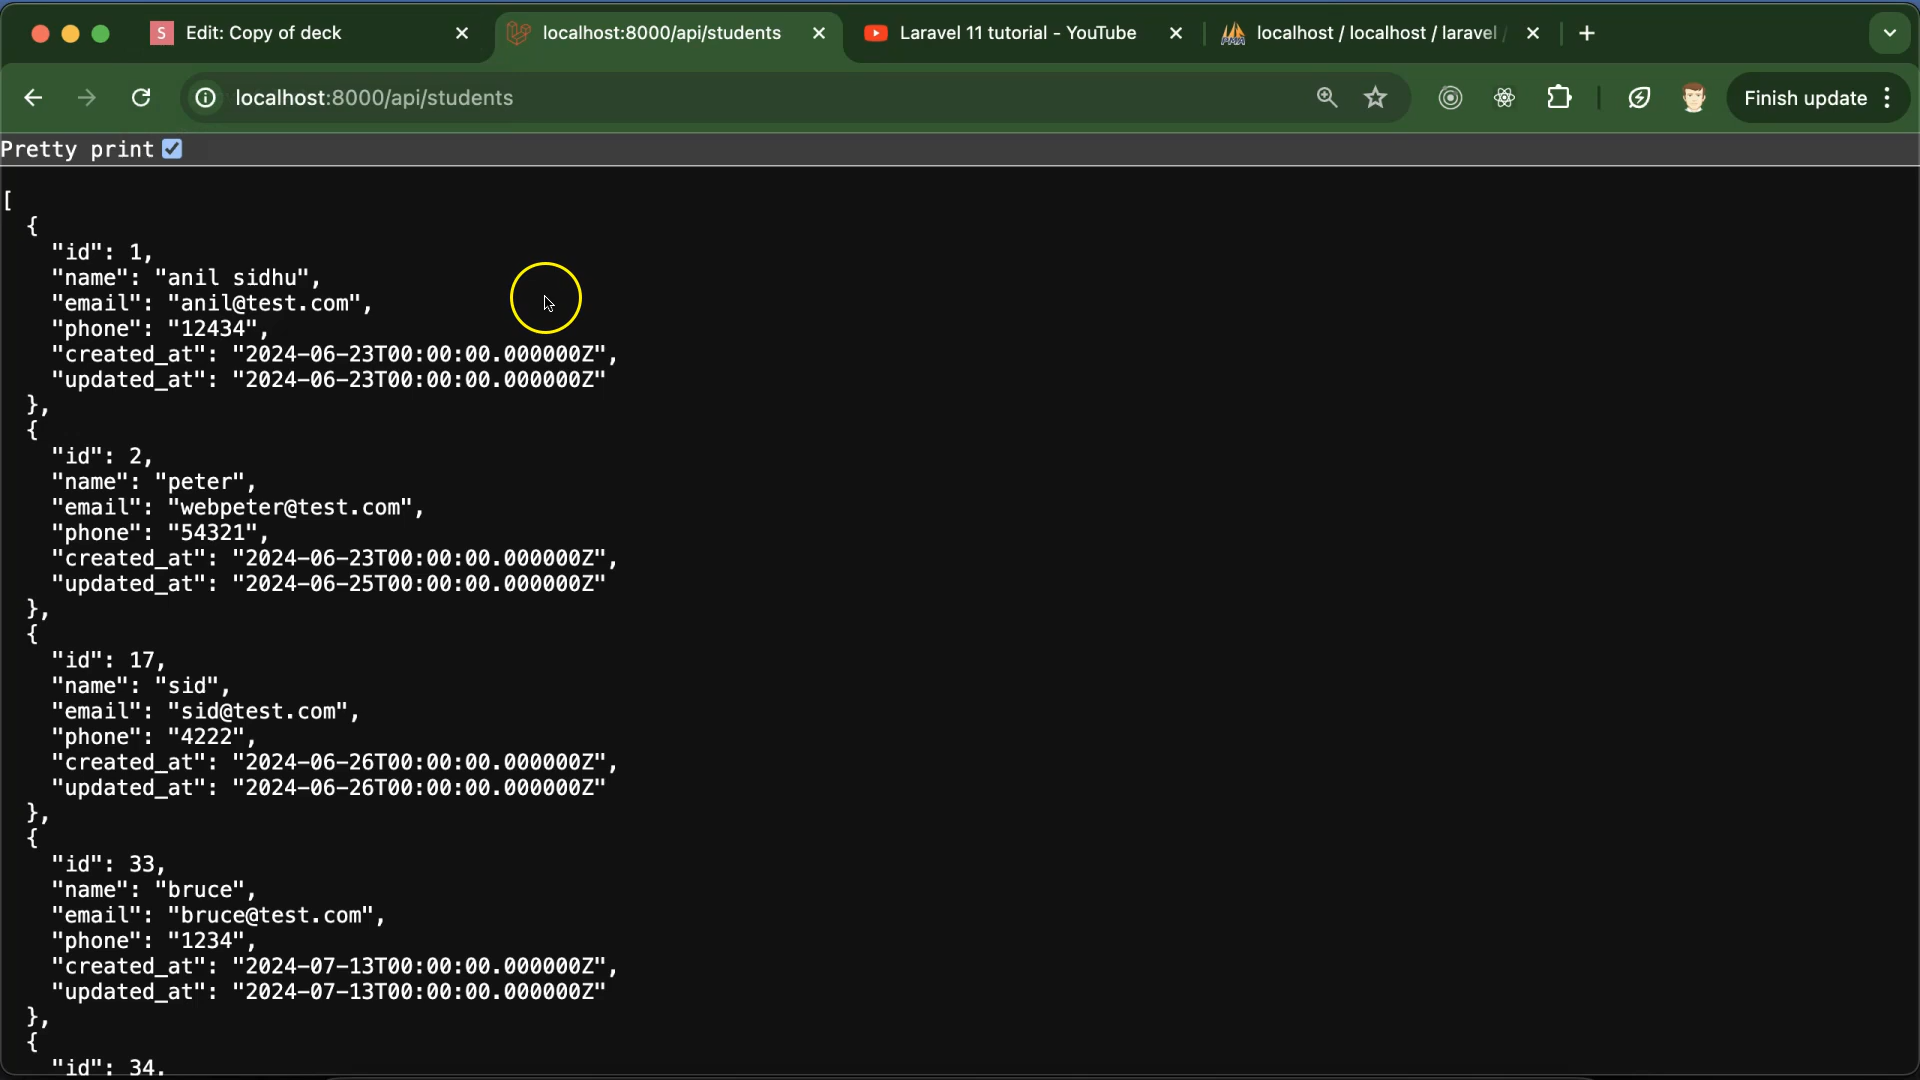 Edit: Copy of deck
localhost:8000/api/students
Laravel 11 tutorial - YouTube
localhost / localhost / laravel /
localhost:8000/api/students
Finish update
Pretty print
[
{
"id": 1,
"name": "anil sidhu",
"email": "anil@test.com",
"phone": "12434",
"created_at": "2024-06-23T00:00:00.000000Z",
"updated_at": "2024-06-23T00:00:00.000000Z"
},
{
"id": 2,
"name": "peter",
"email": "webpeter@test.com",
"phone": "54321",
"created_at": "2024-06-23T00:00:00.000000Z",
"updated_at": "2024-06-25T00:00:00.000000Z"
},
{
"id": 17,
"name": "sid",
"email": "sid@test.com",
"phone": "4222",
"created_at": "2024-06-26T00:00:00.000000Z",
"updated_at": "2024-06-26T00:00:00.000000Z"
},
{
"id": 33,
"name": "bruce",
"email": "bruce@test.com",
"phone": "1234",
"created_at": "2024-07-13T00:00:00.000000Z",
"updated_at": "2024-07-13T00:00:00.000000Z"
},
{
"id": 34,